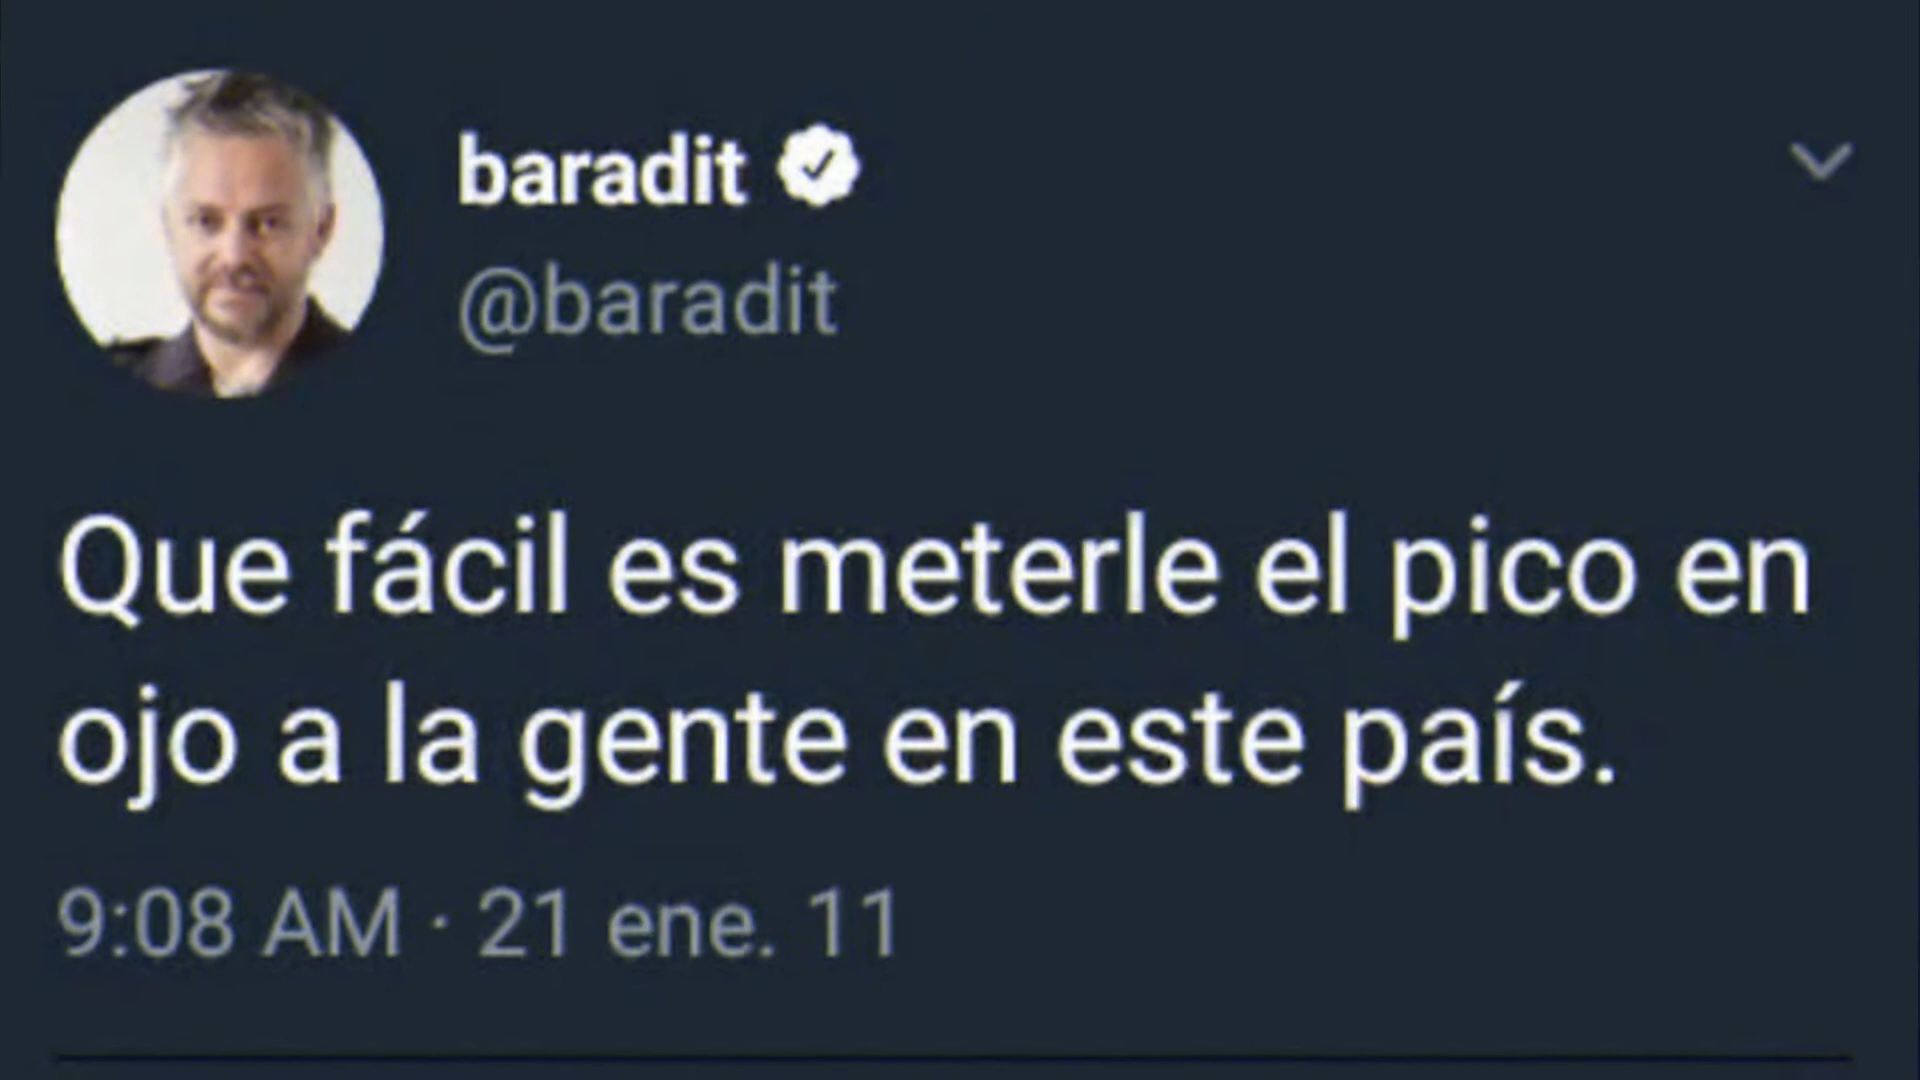 baradit
@baradit
Que fácil es meterle el pico en
ojo a la gente en este país.
9:08 AM · 21 ene. 11